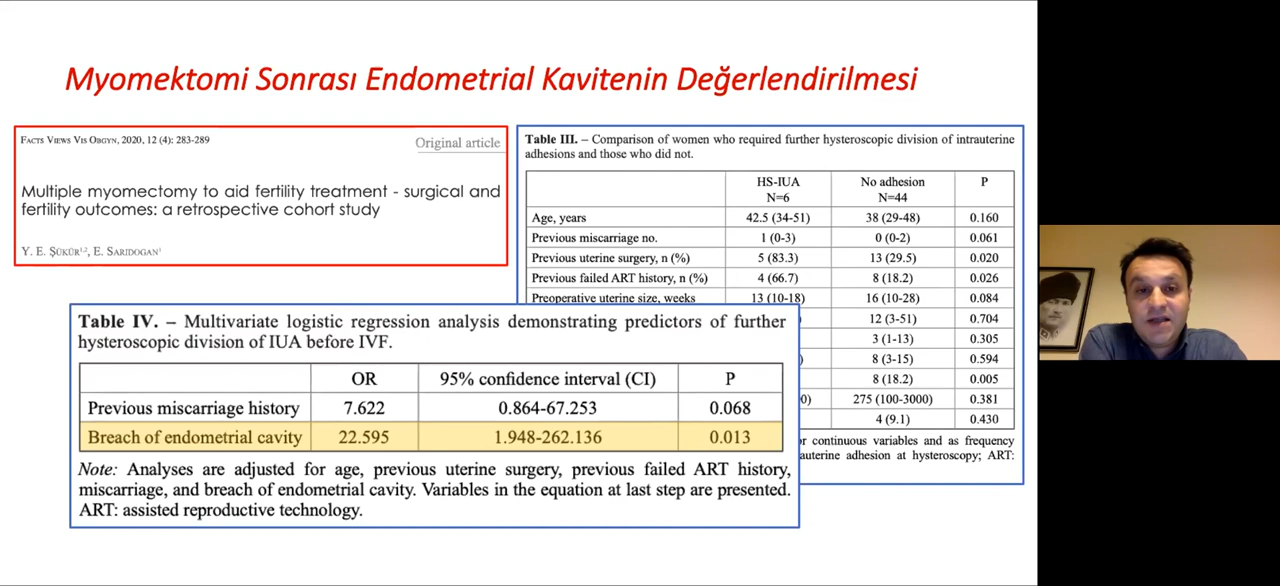 Myomektomi Sonrası Endometrial Kavitenin Değerlendirilmesi
FACTS VIEWS VIS OBGYN, 2020, 12 (4): 283-289
Original article
Multiple myomectomy to aid fertility treatment - surgical and
fertility outcomes: a retrospective cohort study
Y. E. ŞÜKÜR1,2, E. SARIDOGAN1
Table III. – Comparison of women who required further hysteroscopic division of intrauterine
adhesions and those who did not.
HS-IUA No adhesion P
N=6 N=44
Age, years 42.5 (34-51) 38 (29-48) 0.160
Previous miscarriage no. 1 (0-3) 0 (0-2) 0.061
Previous uterine surgery, n (%) 5 (83.3) 13 (29.5) 0.020
Previous failed ART history, n (%) 4 (66.7) 8 (18.2) 0.026
Preoperative uterine size, weeks 13 (10-18) 16 (10-28) 0.084
12 (3-51) 0.704
3 (1-13) 0.305
) 8 (3-15) 0.594
8 (18.2) 0.005
0) 275 (100-3000) 0.381
4 (9.1) 0.430
or continuous variables and as frequency
auterine adhesion at hysteroscopy; ART:
Table IV. – Multivariate logistic regression analysis demonstrating predictors of further
hysteroscopic division of IUA before IVF.
OR 95% confidence interval (CI) P
Previous miscarriage history 7.622 0.864-67.253 0.068
Breach of endometrial cavity 22.595 1.948-262.136 0.013
Note: Analyses are adjusted for age, previous uterine surgery, previous failed ART history,
miscarriage, and breach of endometrial cavity. Variables in the equation at last step are presented.
ART: assisted reproductive technology.